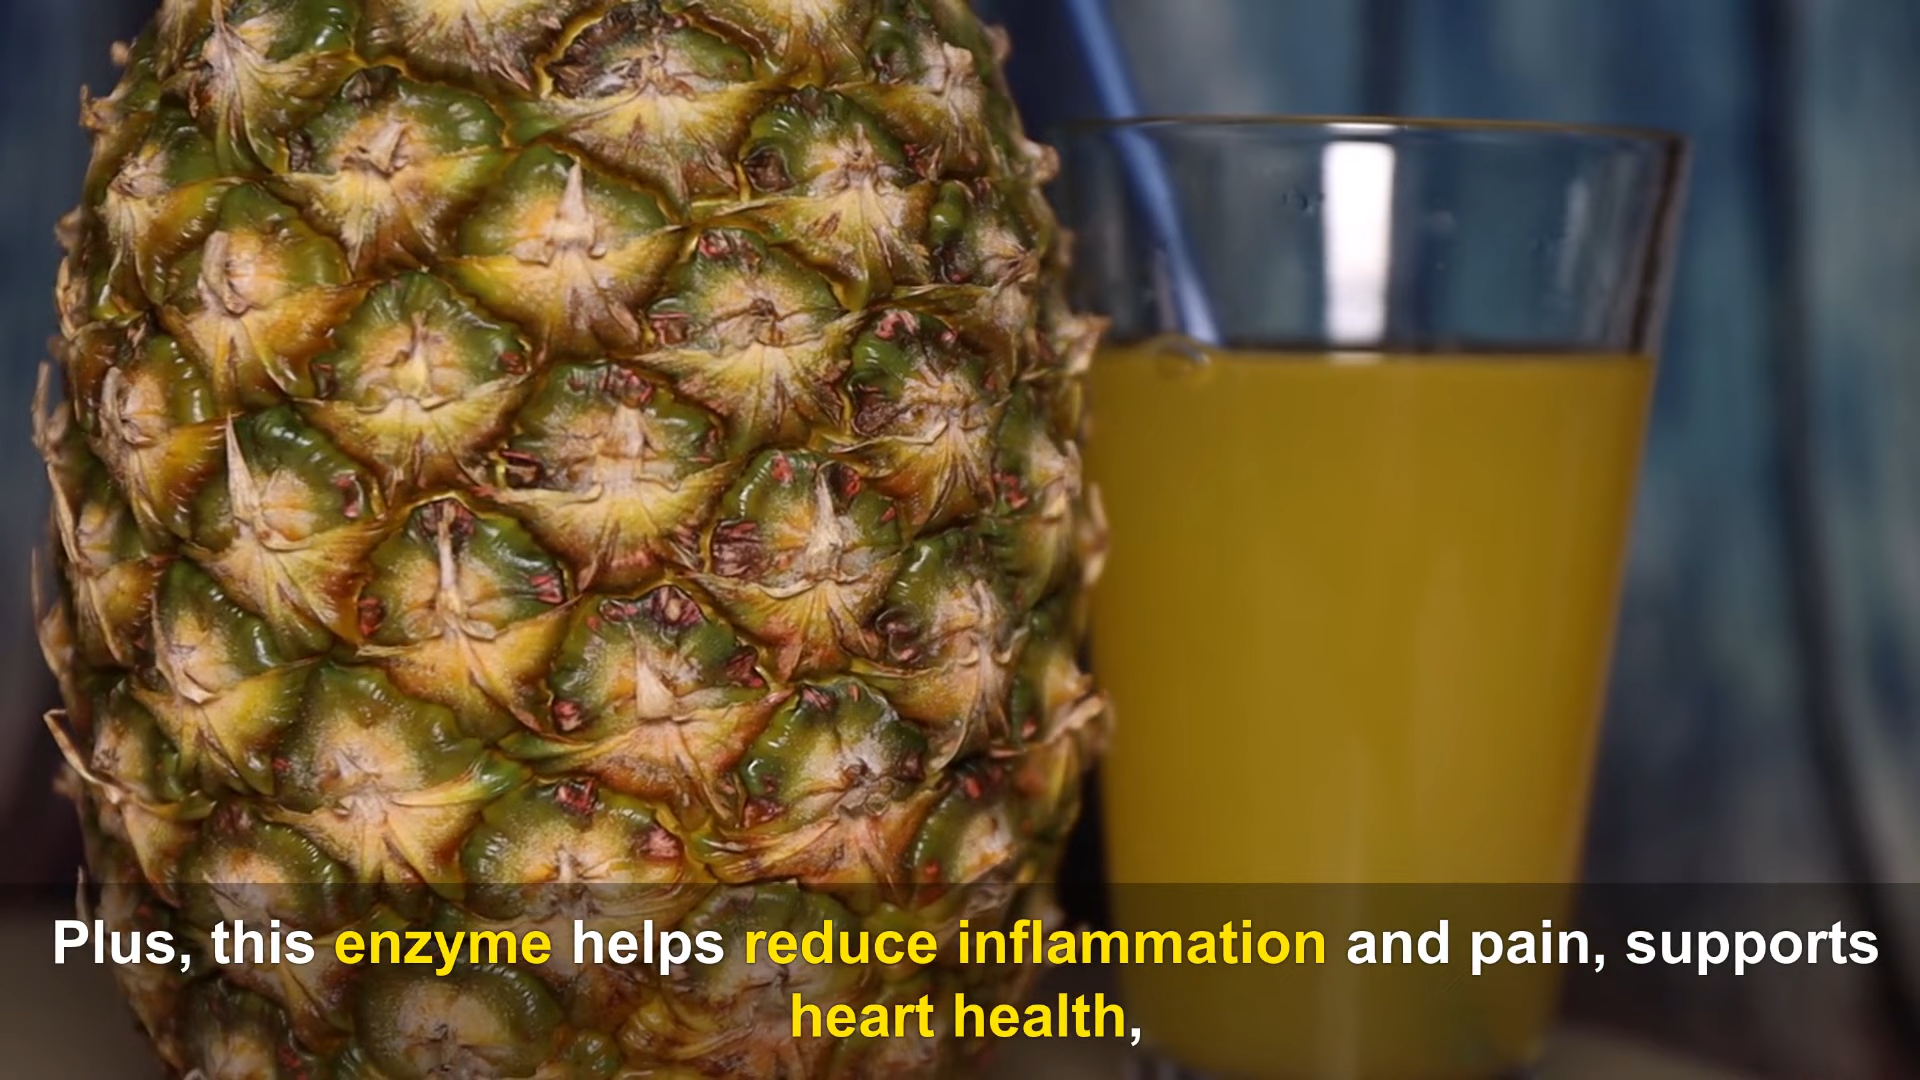 Plus, this enzyme helps reduce inflammation and pain, supports
heart health,